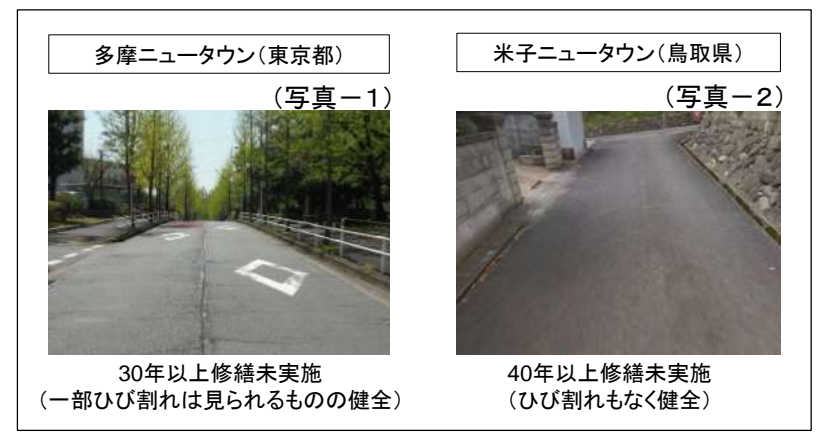 多摩ニュータウン（東京都）
（写真－１）
30年以上修繕未実施
（一部ひび割れは見られるものの健全）
米子ニュータウン（鳥取県）
（写真－２）
40年以上修繕未実施
（ひび割れもなく健全）